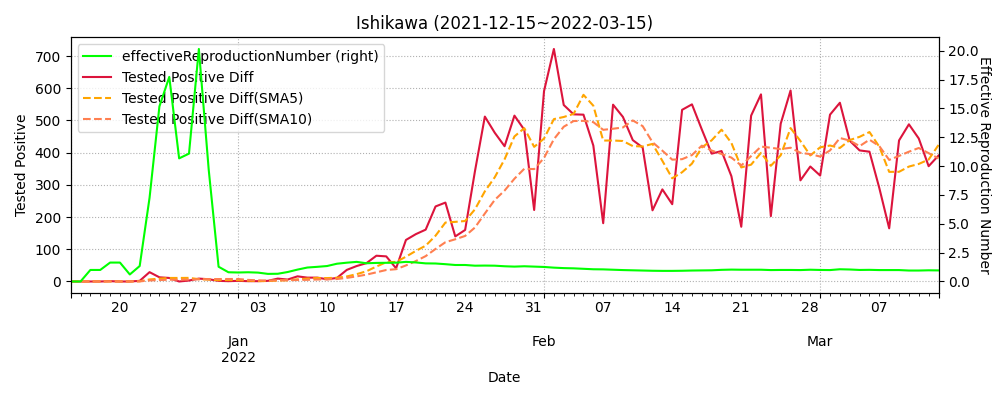 Ishikawa (2021-12-15~2022-03-15)
effectiveReproductionNumber (right)
Tested Positive Diff
Tested Positive Diff(SMA5)
Tested Positive Diff(SMA10)
Tested Positive
700
600
500
400
300
200
100
0
20.0
17.5
15.0
12.5
10.0
7.5
5.0
2.5
0.0
Effective Reproduction Number
20 27 03 10 17 24 31 07 14 21 28 07
Jan Feb Mar
2022
Date